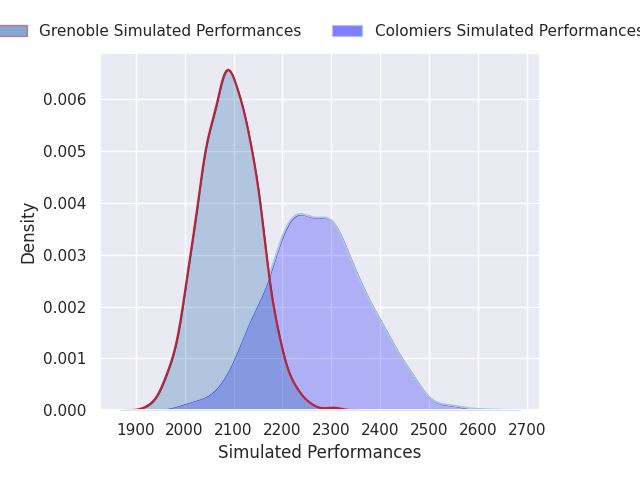 Grenoble Simulated Performances Colomiers Simulated Performances
0.006
0.005
0.004
0.003
0.002
0.001
0.000
Density
1900 2000 2100 2200 2300 2400 2500 2600 2700
Simulated Performances